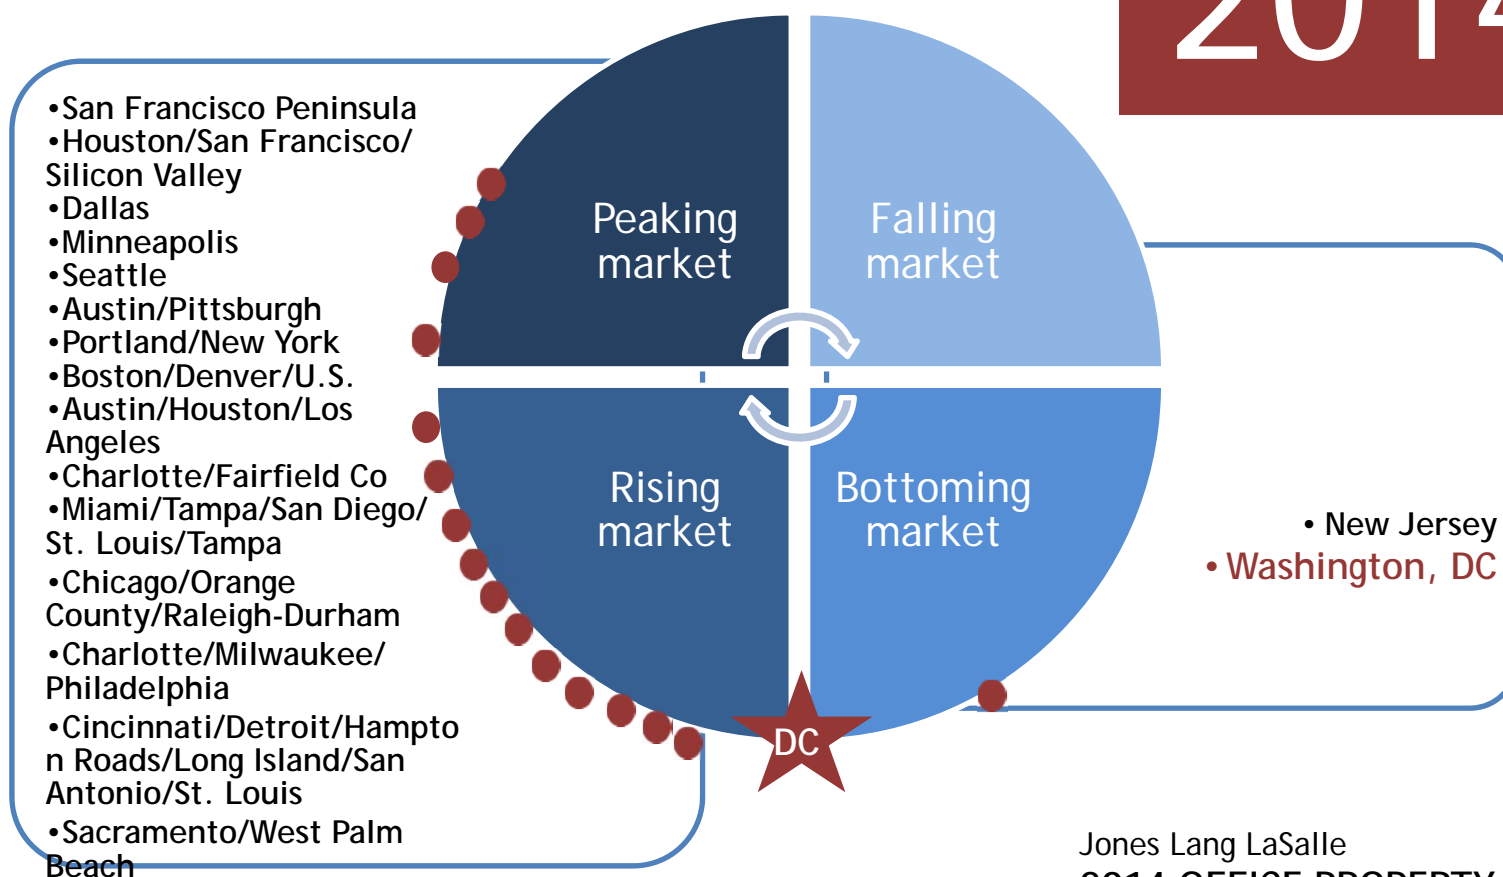 2014
•San Francisco Peninsula
•Houston/San Francisco/
Silicon Valley
•Dallas
•Minneapolis
•Seattle
•Austin/Pittsburgh
•Portland/New York
•Boston/Denver/U.S.
•Austin/Houston/Los
Angeles
•Charlotte/Fairfield Co
•Miami/Tampa/San Diego/
St. Louis/Tampa
•Chicago/Orange
County/Raleigh-Durham
•Charlotte/Milwaukee/
Philadelphia
•Cincinnati/Detroit/Hampto
n Roads/Long Island/San
Antonio/St. Louis
•Sacramento/West Palm
Beach
Peaking
market
Falling
market
Rising
market
Bottoming
market
DC
• New Jersey
• Washington, DC
Jones Lang LaSalle
2014 OFFICE PROPERTY